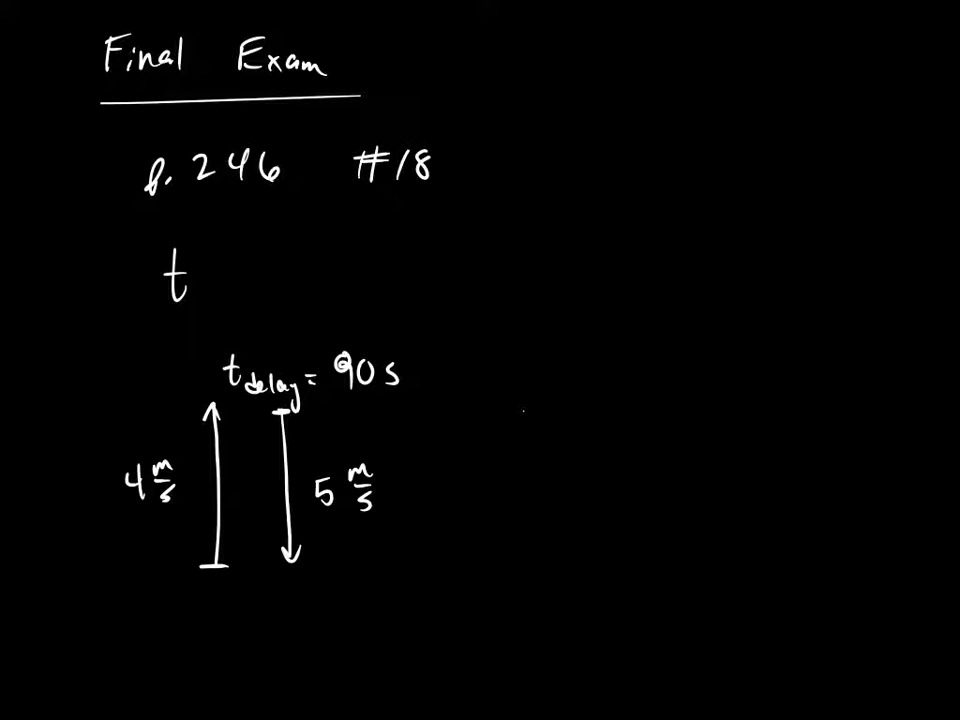 Final Exam
p. 246 #18
t
t delay = 90 s
4 m/s
5 m/s